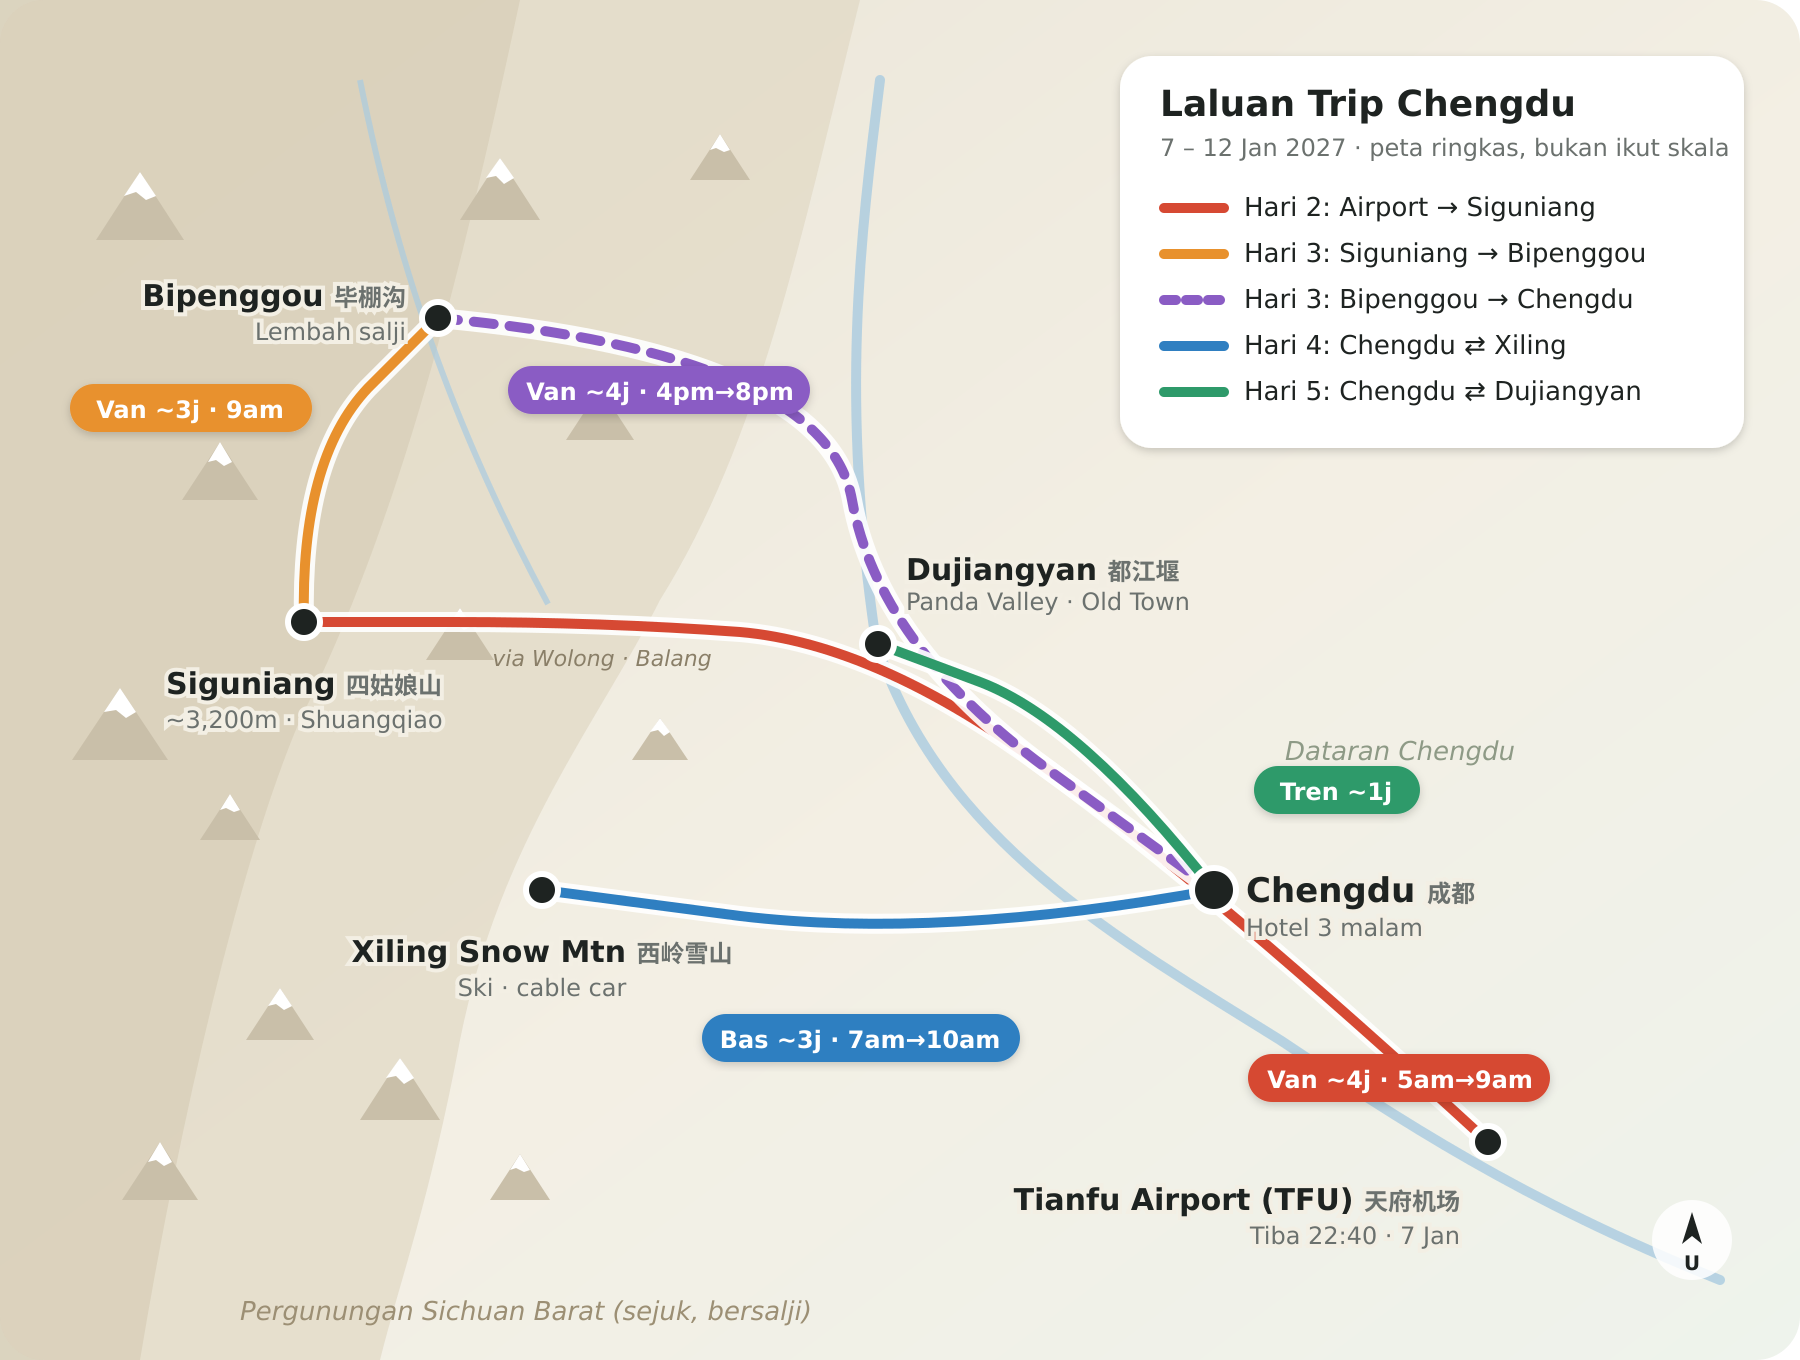 Laluan Trip Chengdu
7 – 12 Jan 2027 · peta ringkas, bukan ikut skala
Hari 2: Airport → Siguniang
Hari 3: Siguniang → Bipenggou
Hari 3: Bipenggou → Chengdu
Hari 4: Chengdu ⇄ Xiling
Hari 5: Chengdu ⇄ Dujiangyan
Bipenggou 毕棚沟
Lembah salji
Van ~3j · 9am
Van ~4j · 4pm→8pm
Dujiangyan 都江堰
Panda Valley · Old Town
via Wolong · Balang
Siguniang 四姑娘山
~3,200m · Shuangqiao
Dataran Chengdu
Tren ~1j
Chengdu 成都
Hotel 3 malam
Xiling Snow Mtn 西岭雪山
Ski · cable car
Bas ~3j · 7am→10am
Van ~4j · 5am→9am
Tianfu Airport (TFU) 天府机场
Tiba 22:40 · 7 Jan
U
Pergunungan Sichuan Barat (sejuk, bersalji)